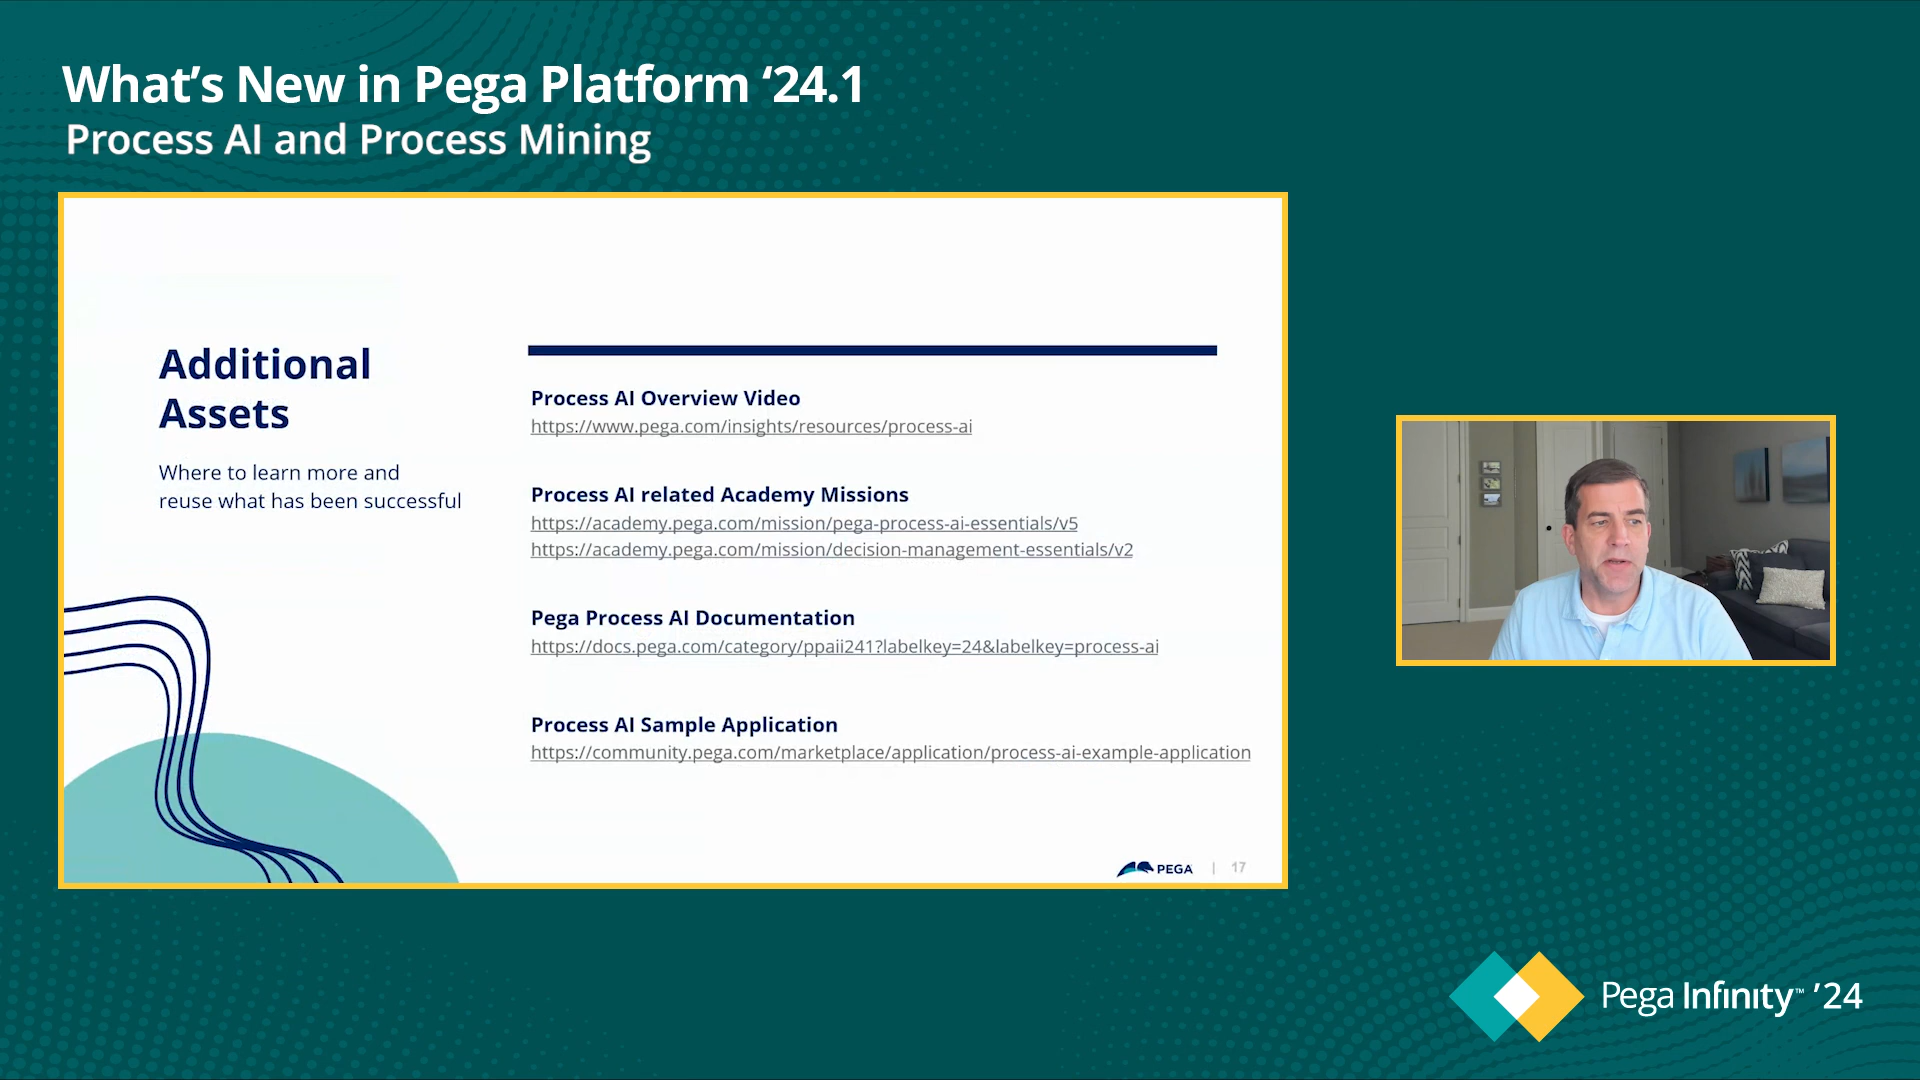 What's New in Pega Platform ‘24.1
Process AI and Process Mining
Additional
Assets
Where to learn more and
reuse what has been successful
Process AI Overview Video
https://www.pega.com/insights/resources/process-ai
Process AI related Academy Missions
https://academy.pega.com/mission/pega-process-ai-essentials/v5
https://academy.pega.com/mission/decision-management-essentials/v2
Pega Process AI Documentation
https://docs.pega.com/category/ppaii241?labelkey=24&labelkey=process-ai
Process AI Sample Application
https://community.pega.com/marketplace/application/process-ai-example-application
PEGA | 17
Pega Infinity™ ’24